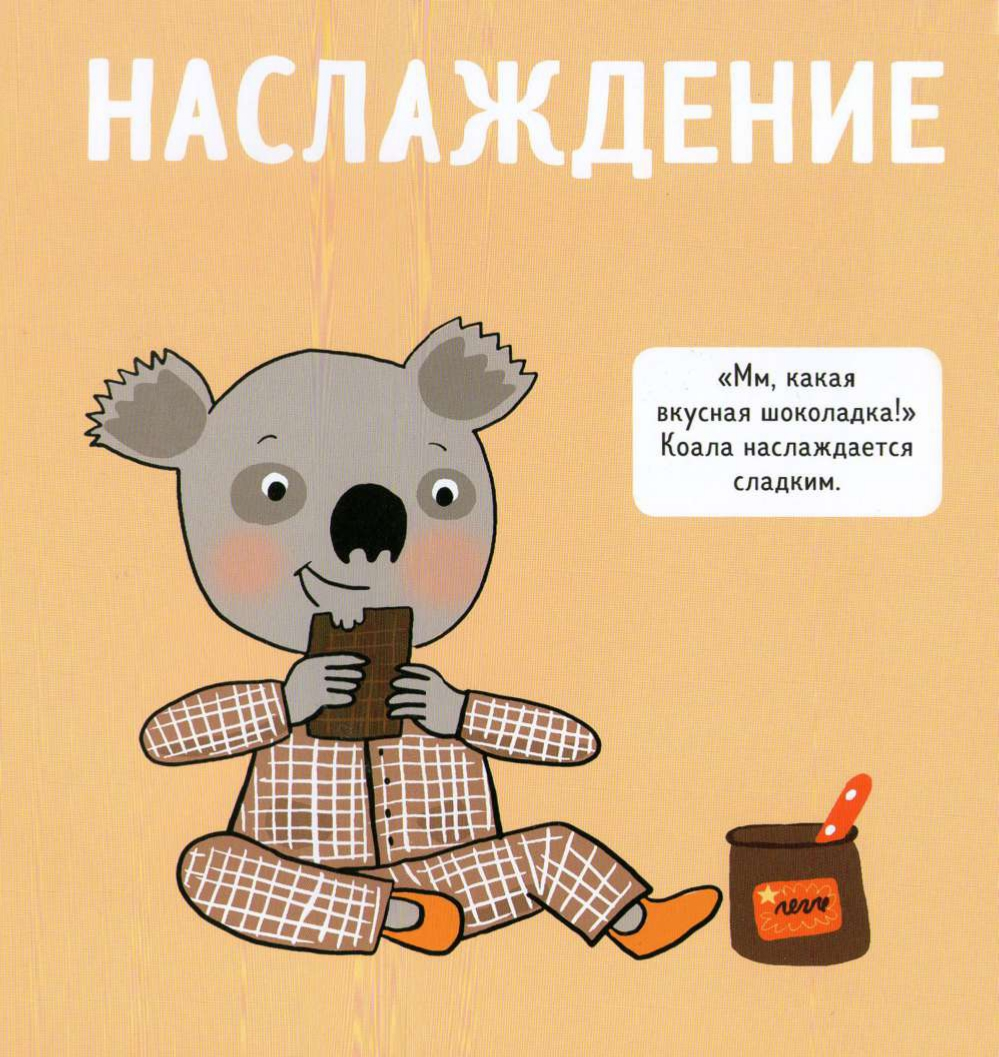 НАСЛАЖДЕНИЕ
«Мм, какая
вкусная шоколадка!»
Коала наслаждается
сладким.